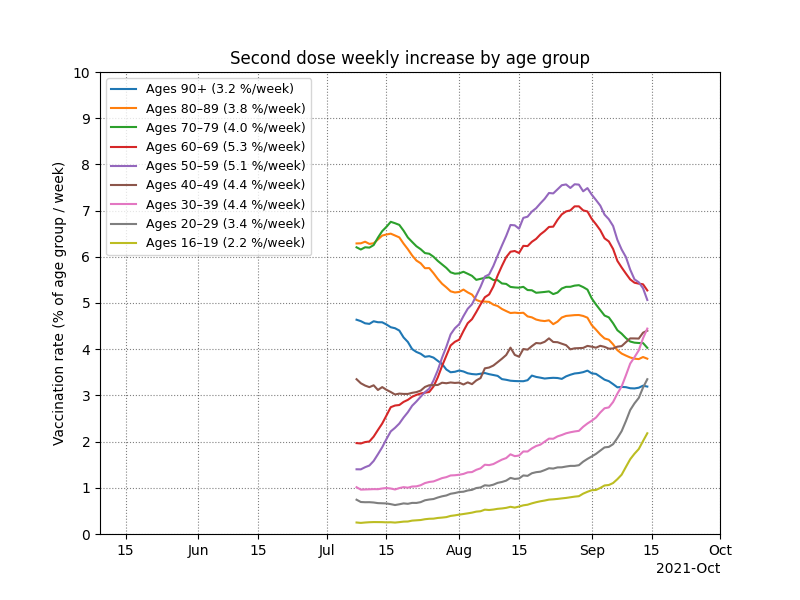 Second dose weekly increase by age group
Vaccination rate (% of age group / week)
10
9
8
7
6
5
4
3
2
1
0
Ages 90+ (3.2 %/week)
Ages 80–89 (3.8 %/week)
Ages 70–79 (4.0 %/week)
Ages 60–69 (5.3 %/week)
Ages 50–59 (5.1 %/week)
Ages 40–49 (4.4 %/week)
Ages 30–39 (4.4 %/week)
Ages 20–29 (3.4 %/week)
Ages 16–19 (2.2 %/week)
15 Jun 15 Jul 15 Aug 15 Sep 15 Oct
2021-Oct